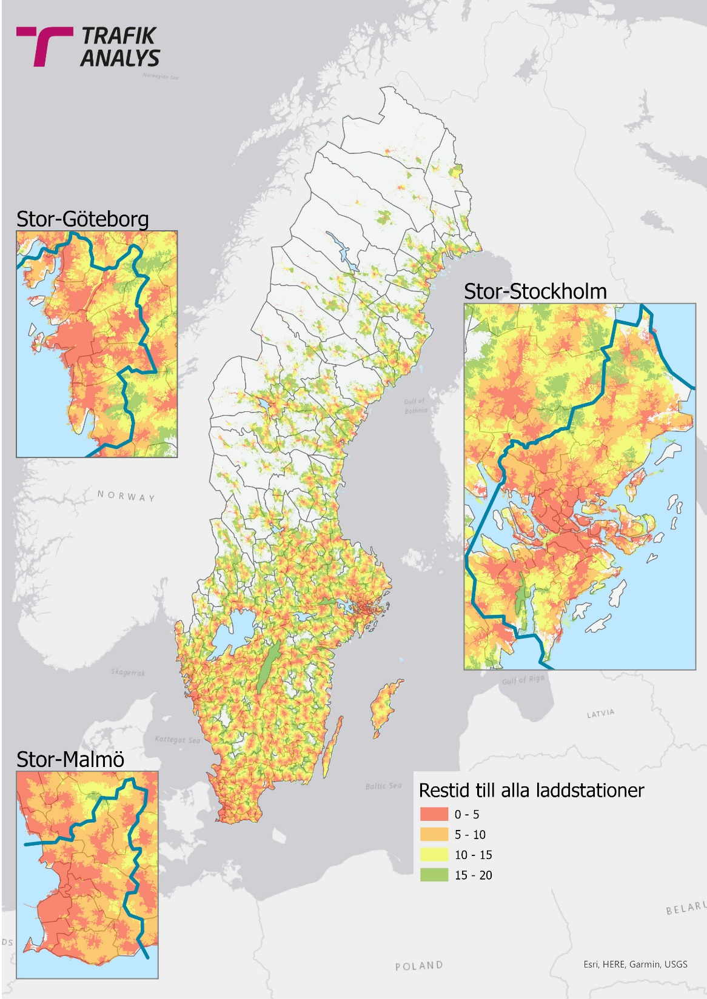 TRAFIK
ANALYS
Norwegian Sea
Stor-Göteborg
Stor-Stockholm
Gulf of
Bothnia
NORWAY
Skagerrak
Gulf of Riga
LATVIA
Kattegat Sea
Stor-Malmö
Baltic Sea
Restid till alla laddstationer
0 - 5
5 - 10
10 - 15
15 - 20
BELARU
DS
POLAND
Esri, HERE, Garmin, USGS